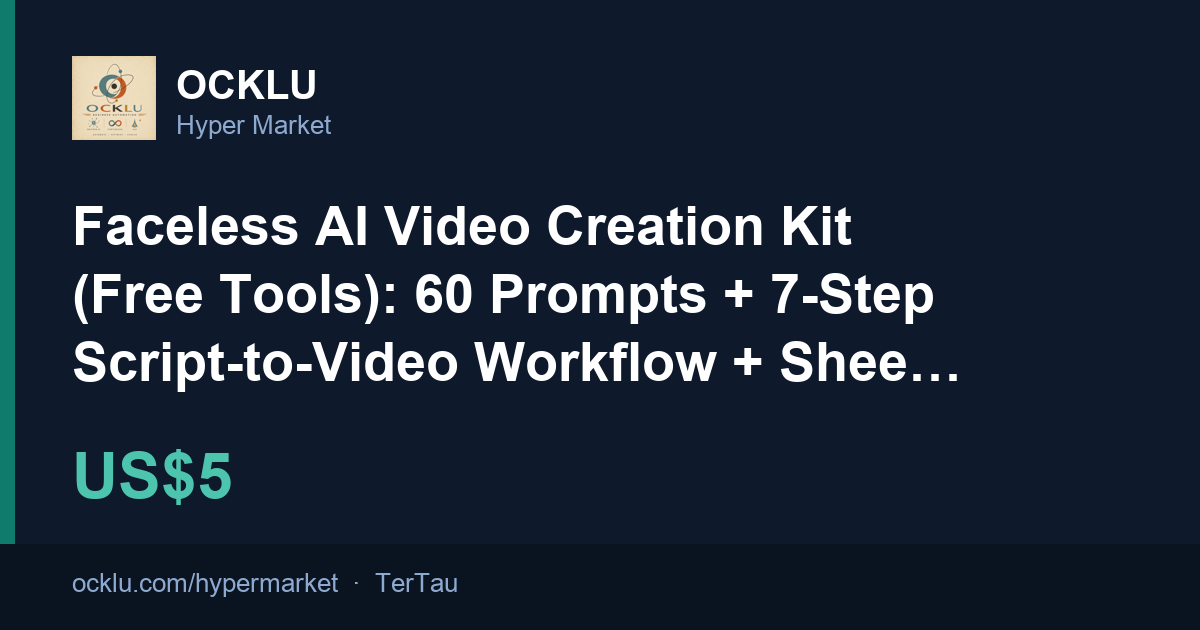 OCKLU
OCKLU
Hyper Market
Faceless AI Video Creation Kit
(Free Tools): 60 Prompts + 7-Step
Script-to-Video Workflow + Shee…
US$5
ocklu.com/hypermarket · TerTau